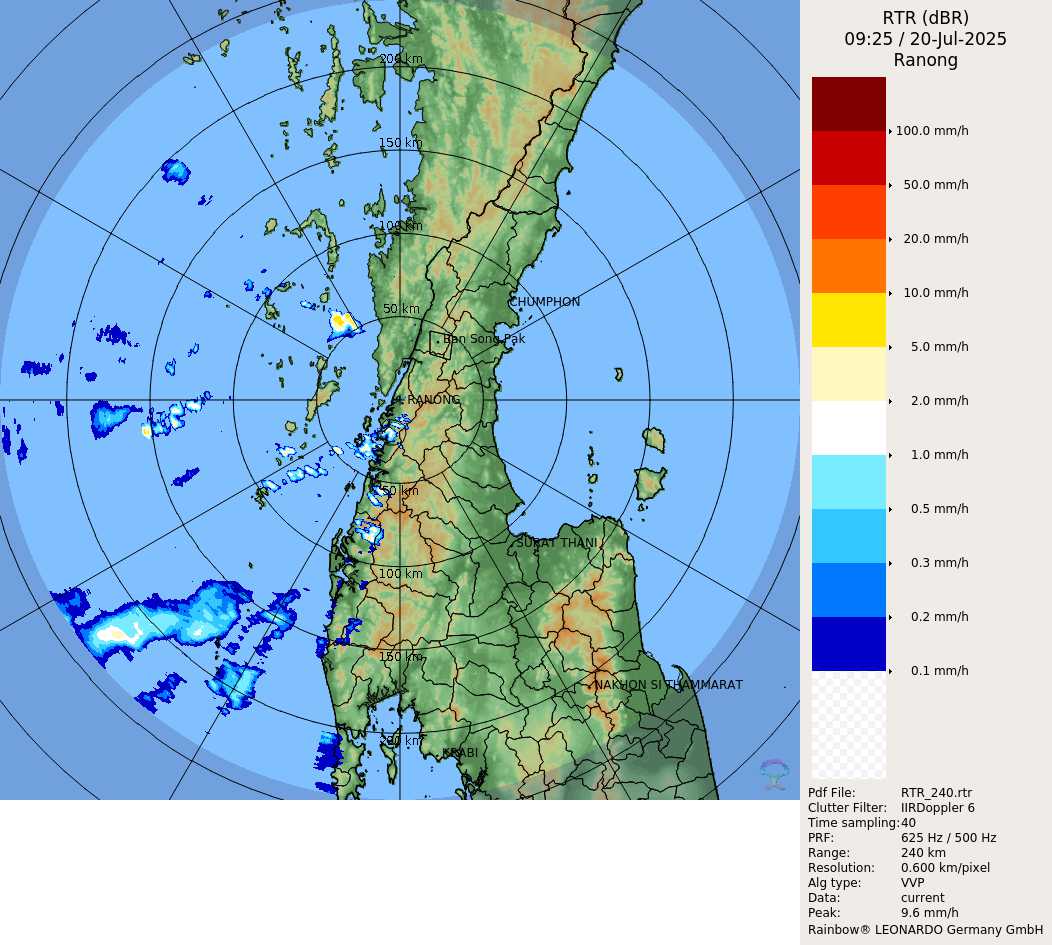 RTR (dBR)
09:25 / 20-Jul-2025
Ranong
200 km
150 km
100 km
50 km
CHUMPHON
Ban Song Pak
RANONG
50 km
SURAT THANI
100 km
150 km
NAKHON SI THAMMARAT
200 km
KRABI
100.0 mm/h
50.0 mm/h
20.0 mm/h
10.0 mm/h
5.0 mm/h
2.0 mm/h
1.0 mm/h
0.5 mm/h
0.3 mm/h
0.2 mm/h
0.1 mm/h
Pdf File: RTR_240.rtr
Clutter Filter: IIRDoppler 6
Time sampling: 40
PRF: 625 Hz / 500 Hz
Range: 240 km
Resolution: 0.600 km/pixel
Alg type: VVP
Data: current
Peak: 9.6 mm/h
Rainbow® LEONARDO Germany GmbH